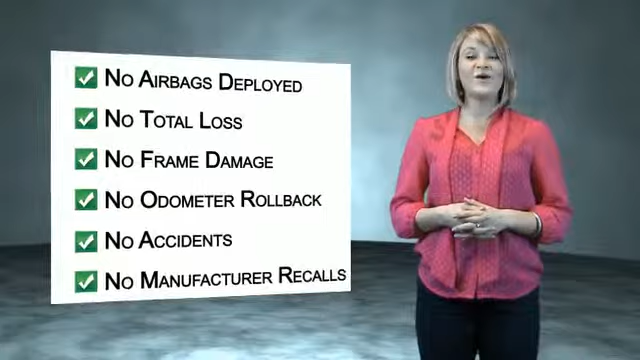 No Airbags Deployed
No Total Loss
No Frame Damage
No Odometer Rollback
No Accidents
No Manufacturer Recalls